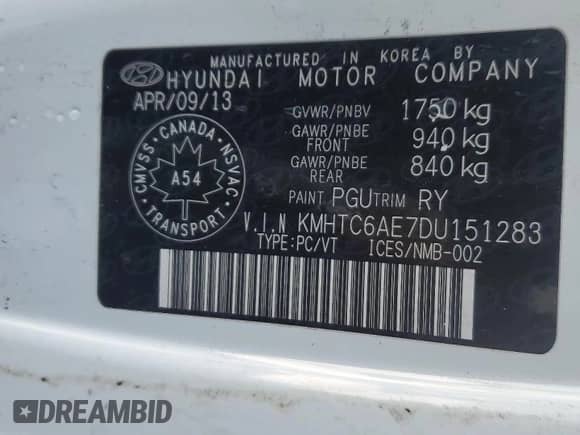 MANUFACTURED IN KOREA BY
HYUNDAI MOTOR COMPANY
APR/09/13
GVWR/PNBV 1750 kg
GAWR/PNBE FRONT 940 kg
GAWR/PNBE REAR 840 kg
CMVSS · CANADA · NSVAC
A54
TRANSPORT
PAINT PGU TRIM RY
V.I.N KMHTC6AE7DU151283
TYPE:PC/VT ICES/NMB-002
DREAMBID